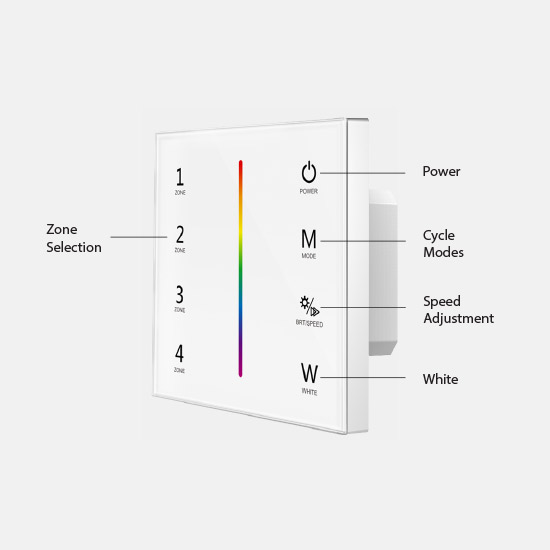 Zone
Selection
1
ZONE
2
ZONE
3
ZONE
4
ZONE
POWER
M
MODE
BRT/SPEED
W
WHITE
Power
Cycle
Modes
Speed
Adjustment
White